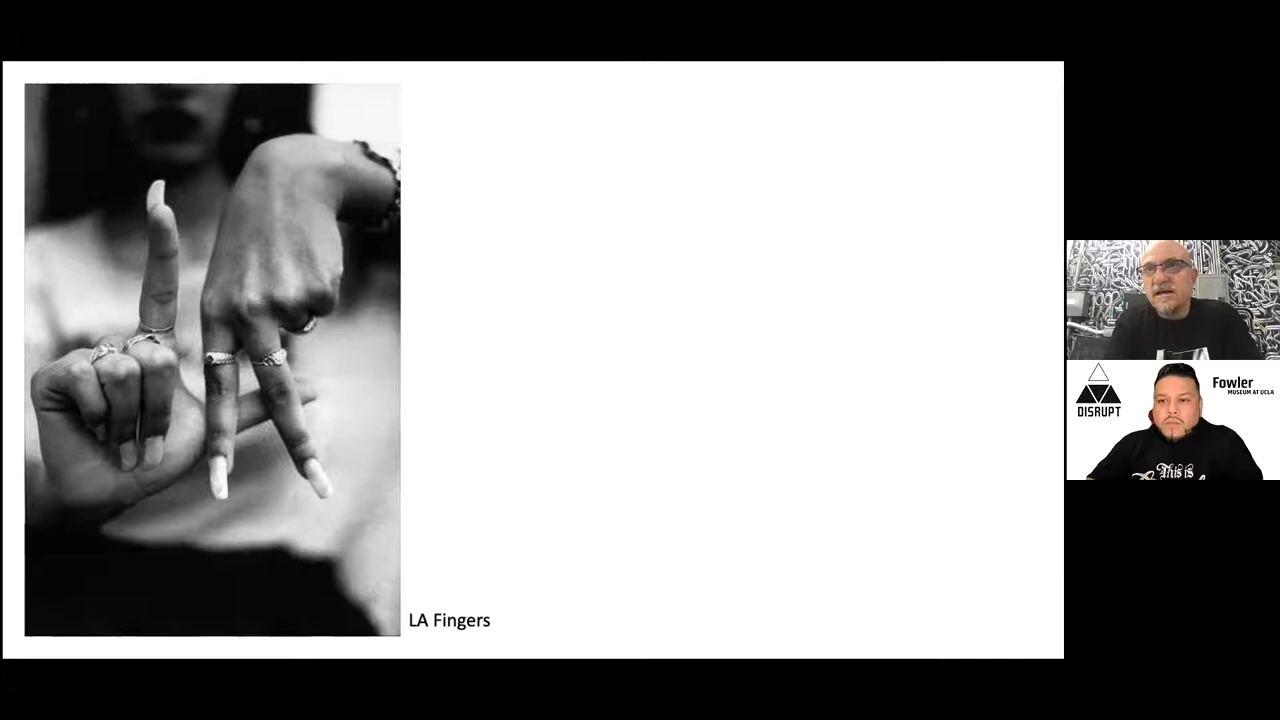 LA Fingers
DISRUPT
Fowler
MUSEUM AT UCLA
This is